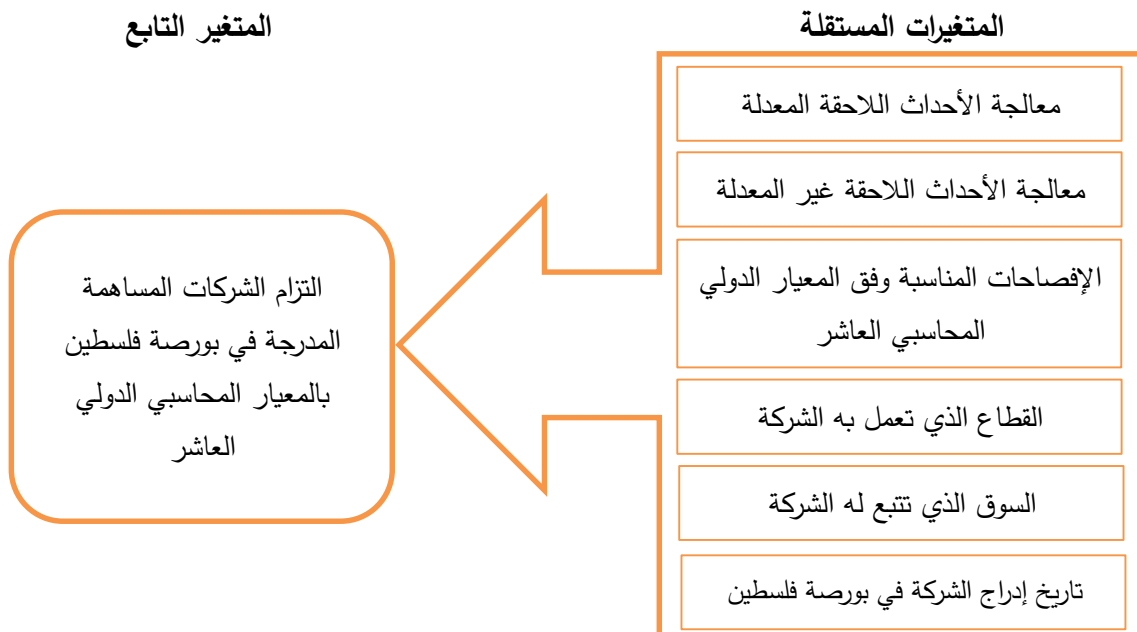 المتغيرات المستقلة
معالجة الأحداث اللاحقة المعدلة
معالجة الأحداث اللاحقة غير المعدلة
الإفصاحات المناسبة وفق المعيار الدولي
المحاسبي العاشر
القطاع الذي تعمل به الشركة
السوق الذي تتبع له الشركة
تاريخ إدراج الشركة في بورصة فلسطين
المتغير التابع
التزام الشركات المساهمة
المدرجة في بورصة فلسطين
بالمعيار المحاسبي الدولي
العاشر